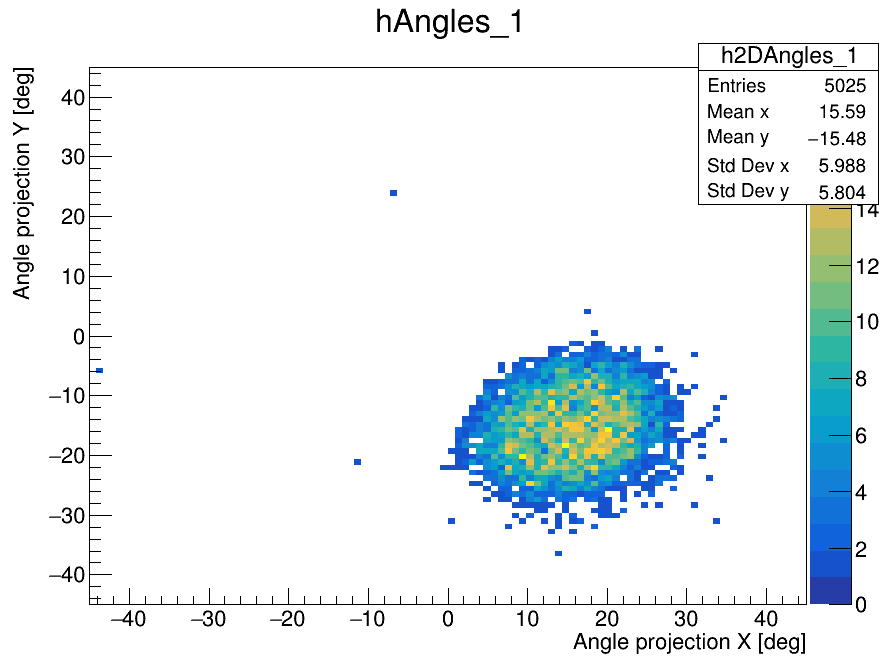 hAngles_1
h2DAngles_1
Entries 5025
Mean x 15.59
Mean y −15.48
Std Dev x 5.988
Std Dev y 5.804
Angle projection Y [deg]
40
30
20
10
0
−10
−20
−30
−40
14
12
10
8
6
4
2
0
−40 −30 −20 −10 0 10 20 30 40
Angle projection X [deg]